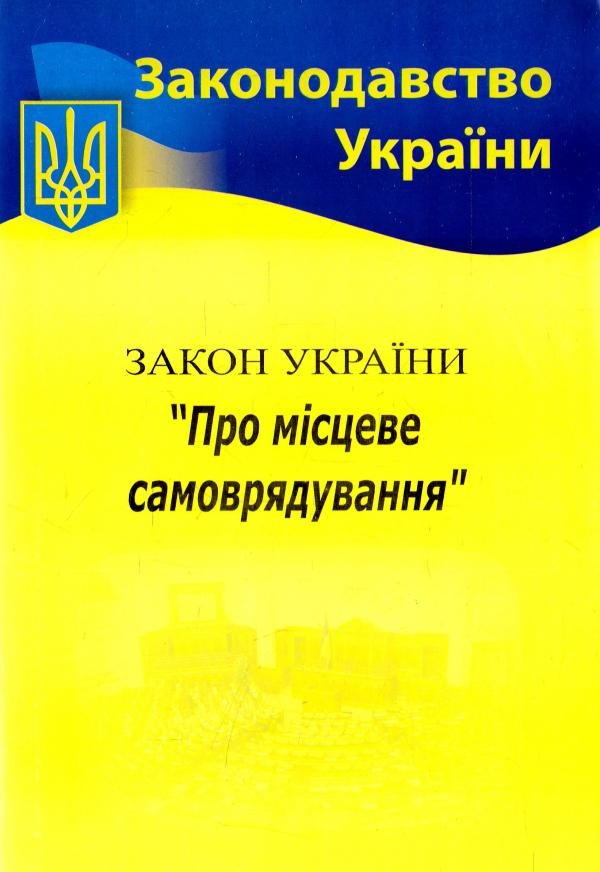 Законодавство
України
ЗАКОН УКРАЇНИ
"Про місцеве
самоврядування"